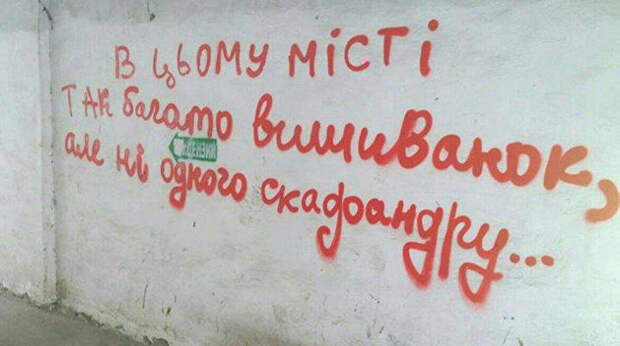 В цьому місті
так багато вишиванок,
але ні одного скафандру...